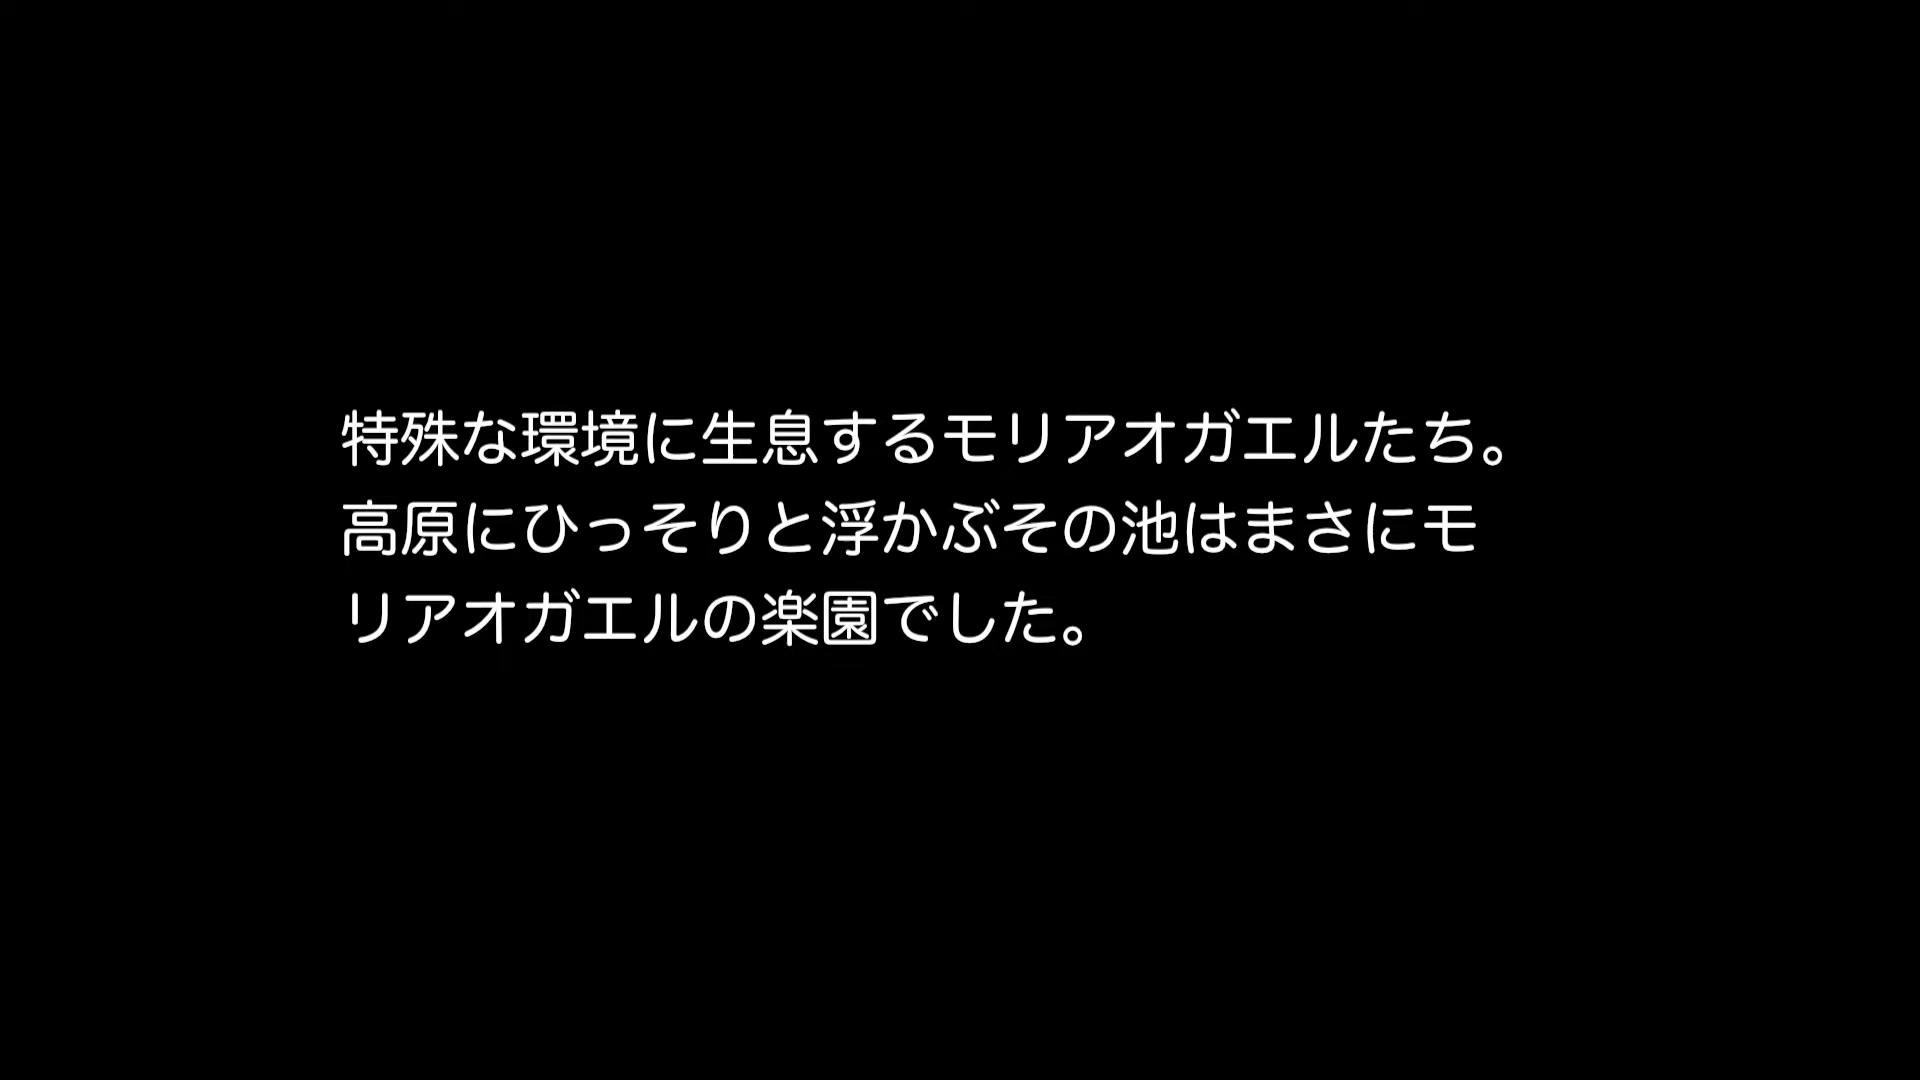 特殊な環境に生息するモリアオガエルたち。
高原にひっそりと浮かぶその池はまさにモ
リアオガエルの楽園でした。